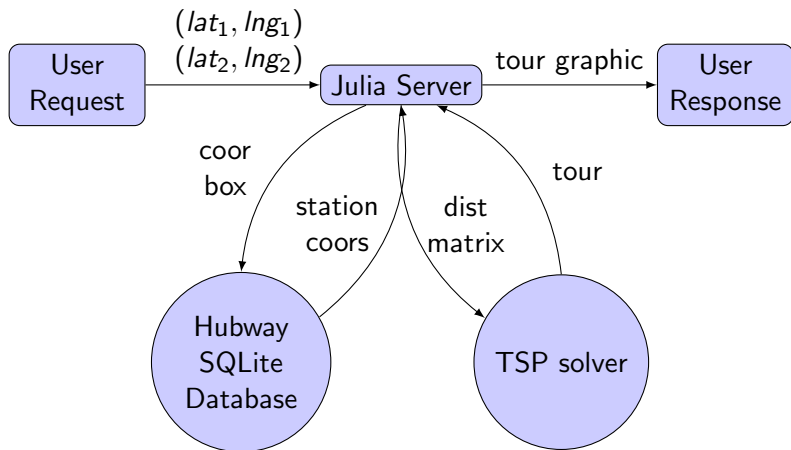 (lat₁, lng₁)
(lat₂, lng₂)
User
Request
Julia Server
tour graphic
User
Response
coor
box
station
coors
dist
matrix
tour
Hubway
SQLite
Database
TSP solver